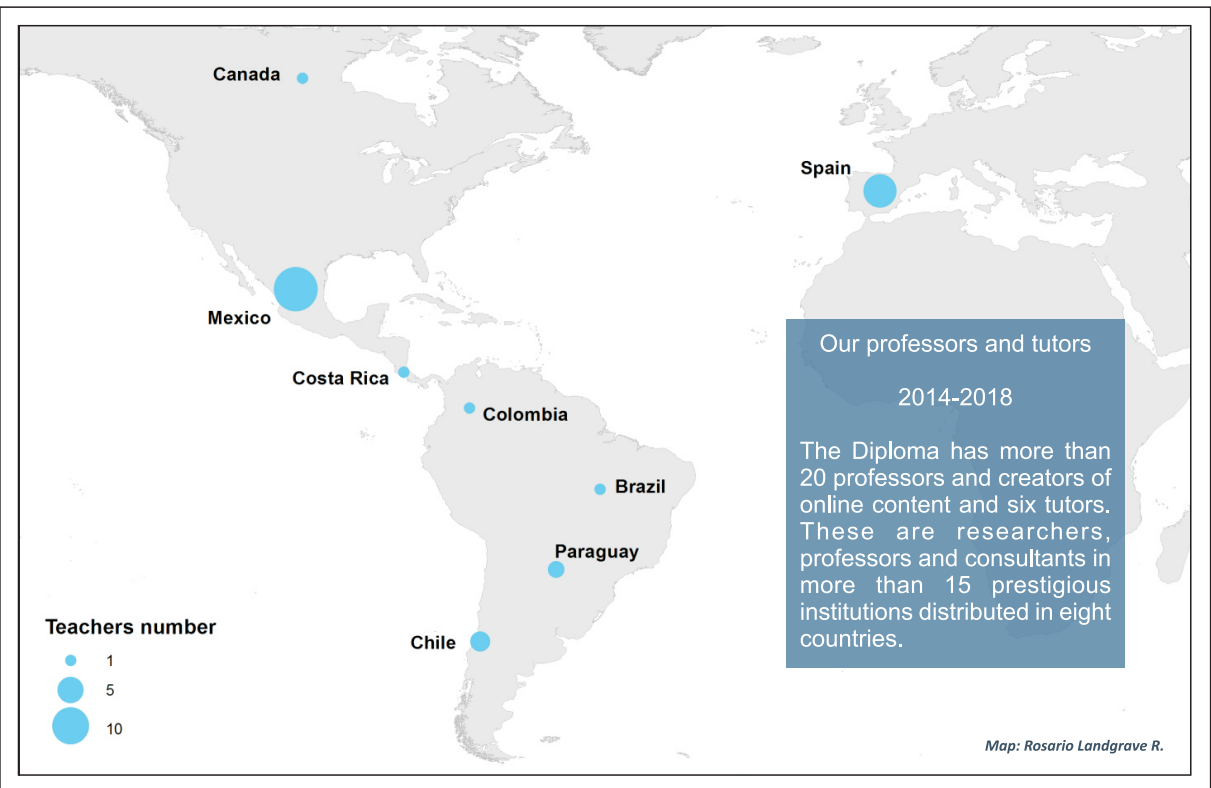 Canada
Spain
Mexico
Costa Rica
Colombia
Brazil
Paraguay
Chile
Our professors and tutors
2014-2018
The Diploma has more than
20 professors and creators of
online content and six tutors.
These are researchers,
professors and consultants in
more than 15 prestigious
institutions distributed in eight
countries.
Teachers number
1
5
10
Map: Rosario Landgrave R.